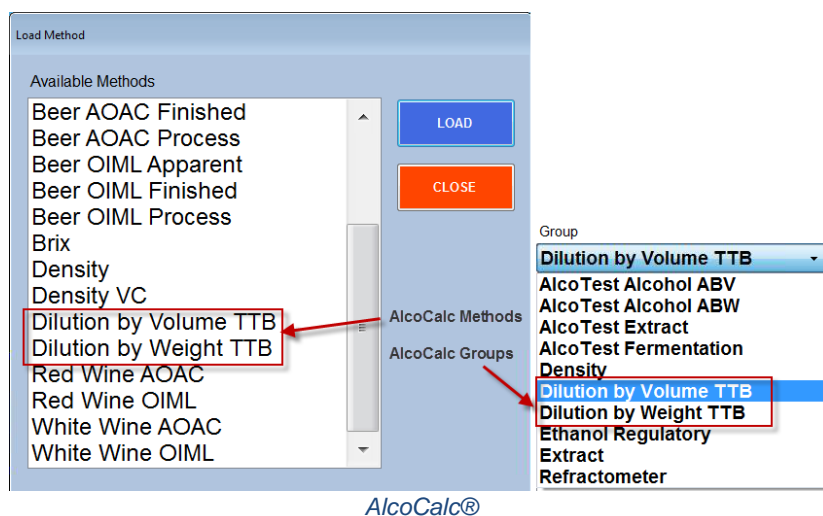 Load Method
Available Methods
Beer AOAC Finished
Beer AOAC Process
Beer OIML Apparent
Beer OIML Finished
Beer OIML Process
Brix
Density
Density VC
Dilution by Volume TTB
Dilution by Weight TTB
Red Wine AOAC
Red Wine OIML
White Wine AOAC
White Wine OIML
LOAD
CLOSE
AlcoCalc Methods
AlcoCalc Groups
Group
Dilution by Volume TTB
AlcoTest Alcohol ABV
AlcoTest Alcohol ABW
AlcoTest Extract
AlcoTest Fermentation
Density
Dilution by Volume TTB
Dilution by Weight TTB
Ethanol Regulatory
Extract
Refractometer
AlcoCalc®